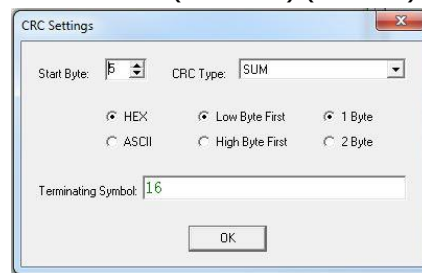 CRC Settings
Start Byte: 5 CRC Type: SUM
HEX Low Byte First 1 Byte
ASCII High Byte First 2 Byte
Terminating Symbol: 16
OK